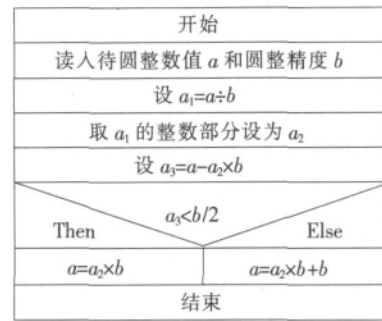 开始
读入待圆整数值 a 和圆整精度 b
设 a₁=a÷b
取 a₁ 的整数部分设为 a₂
设 a₃=a-a₂×b
a₃<b/2
Then
Else
a=a₂×b
a=a₂×b+b
结束